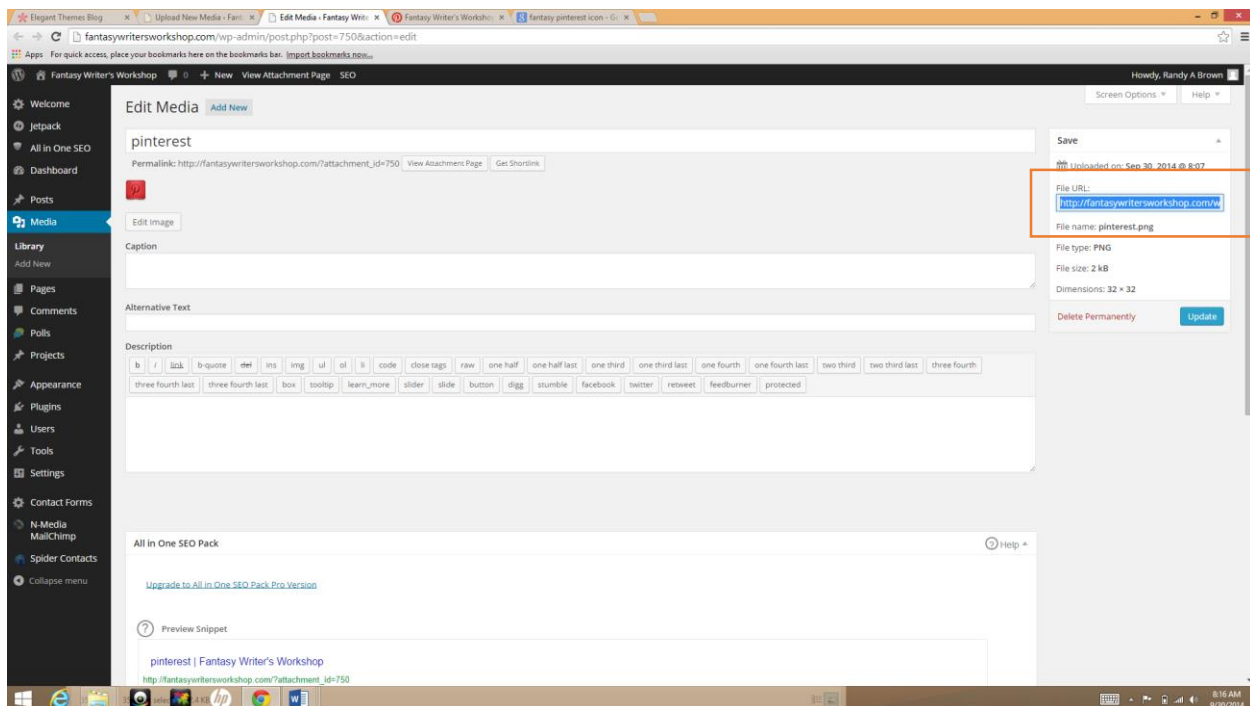 Elegant Themes Blog
Upload New Media ‹ Fant
Edit Media ‹ Fantasy Write
Fantasy Writer's Workshop
fantasy pinterest icon - Go
fantasywritersworkshop.com/wp-admin/post.php?post=750&action=edit
Apps For quick access, place your bookmarks here on the bookmarks bar. Import bookmarks now...
Fantasy Writer's Workshop 0 + New View Attachment Page SEO
Howdy, Randy A Brown
Screen Options
Help
Welcome
Jetpack
All in One SEO
Dashboard
Posts
Media
Library
Add New
Pages
Comments
Polls
Projects
Appearance
Plugins
Users
Tools
Settings
Contact Forms
N-Media
MailChimp
Spider Contacts
Collapse menu
Edit Media Add New
pinterest
Permalink: http://fantasywritersworkshop.com/?attachment_id=750 View Attachment Page Get Shortlink
Edit Image
Caption
Alternative Text
Description
b i link b-quote del ins img ul ol li code close tags raw one half one half last one third one third last one fourth one fourth last two third two third last three fourth
three fourth last three fourth last box tooltip learn_more slider slide button digg stumble facebook twitter retweet feedburner protected
All in One SEO Pack
Help
Upgrade to All in One SEO Pack Pro Version
? Preview Snippet
pinterest | Fantasy Writer's Workshop
http://fantasywritersworkshop.com/?attachment_id=750
Save
Uploaded on: Sep 30, 2014 @ 8:07
File URL:
http://fantasywritersworkshop.com/w
File name: pinterest.png
File type: PNG
File size: 2 kB
Dimensions: 32 × 32
Delete Permanently
Update
8:16 AM
9/30/2014